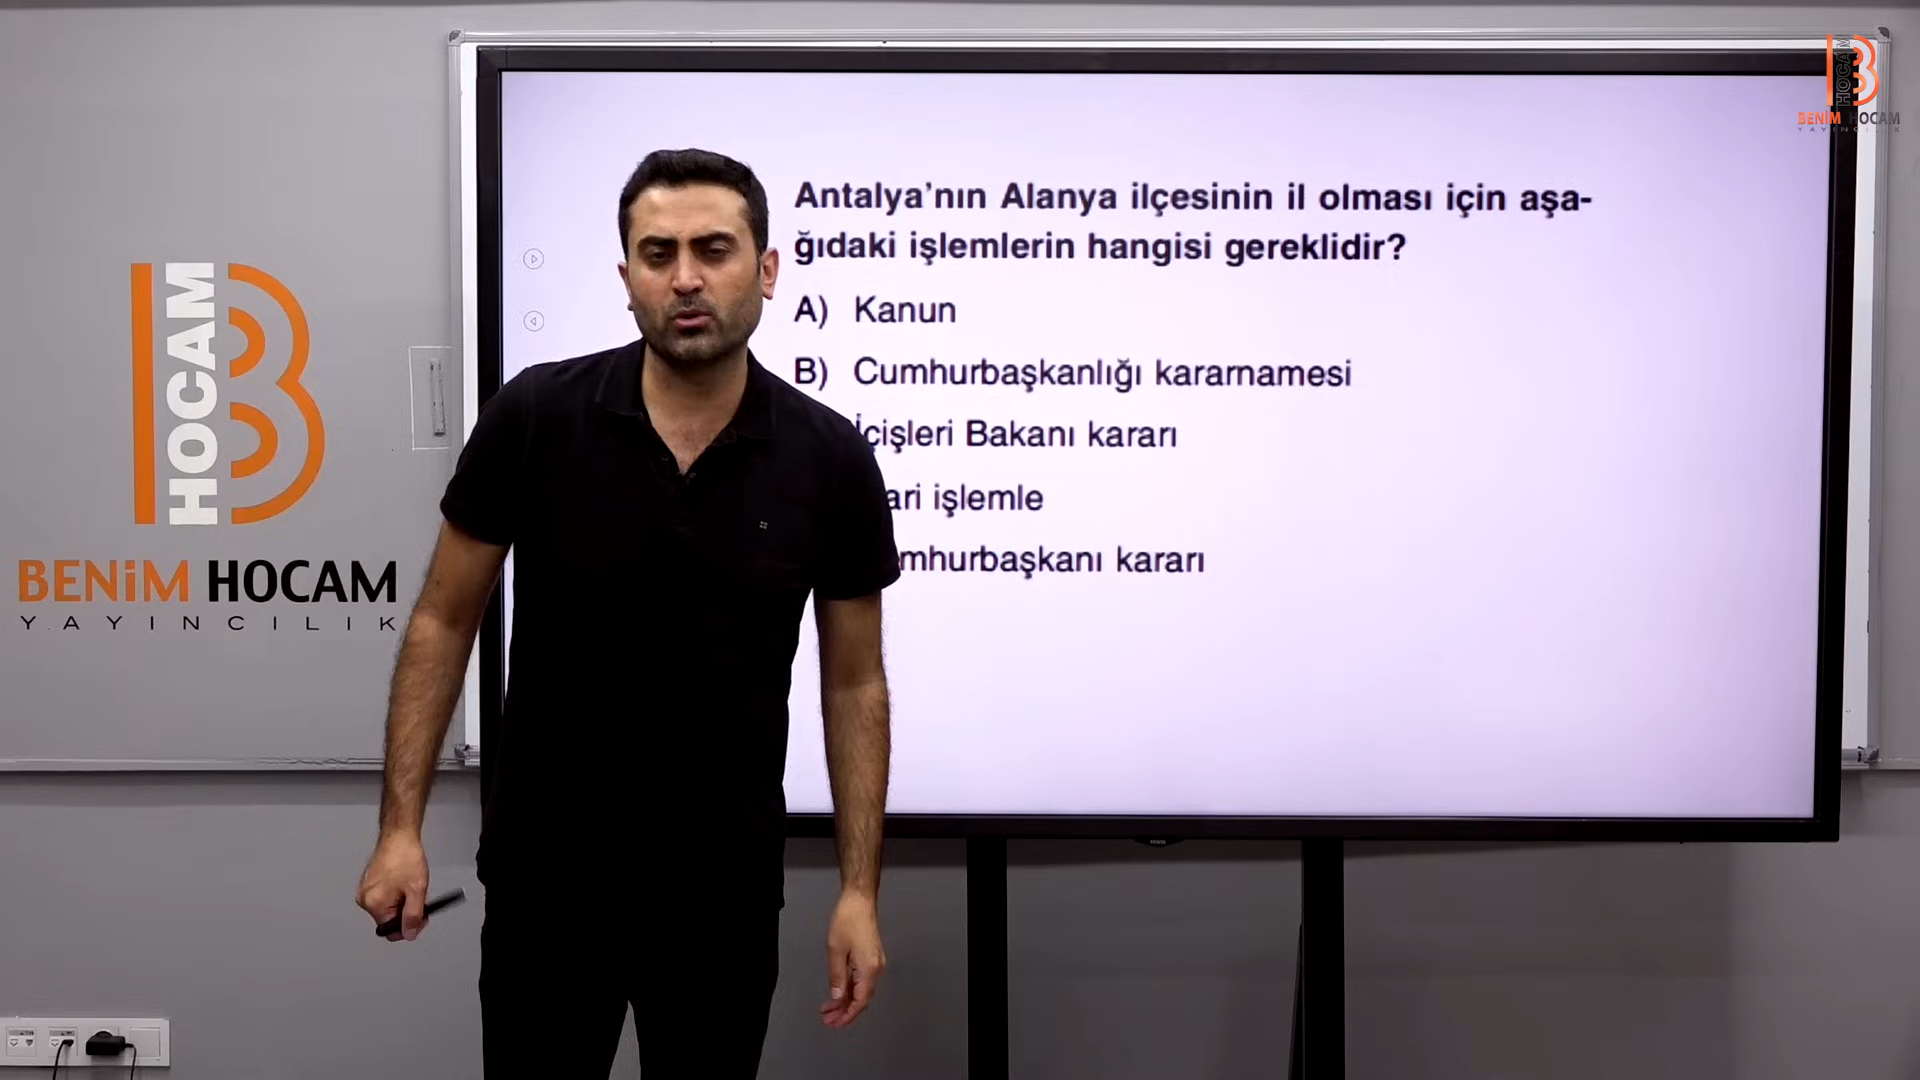 Antalya’nın Alanya ilçesinin il olması için aşa-
ğıdaki işlemlerin hangisi gereklidir?
A) Kanun
B) Cumhurbaşkanlığı kararnamesi
İçişleri Bakanı kararı
ari işlemle
mhurbaşkanı kararı
B HOCAM
BENİM HOCAM
YAYINCILIK
B HOCAM
BENİM HOCAM
YAYINCILIK